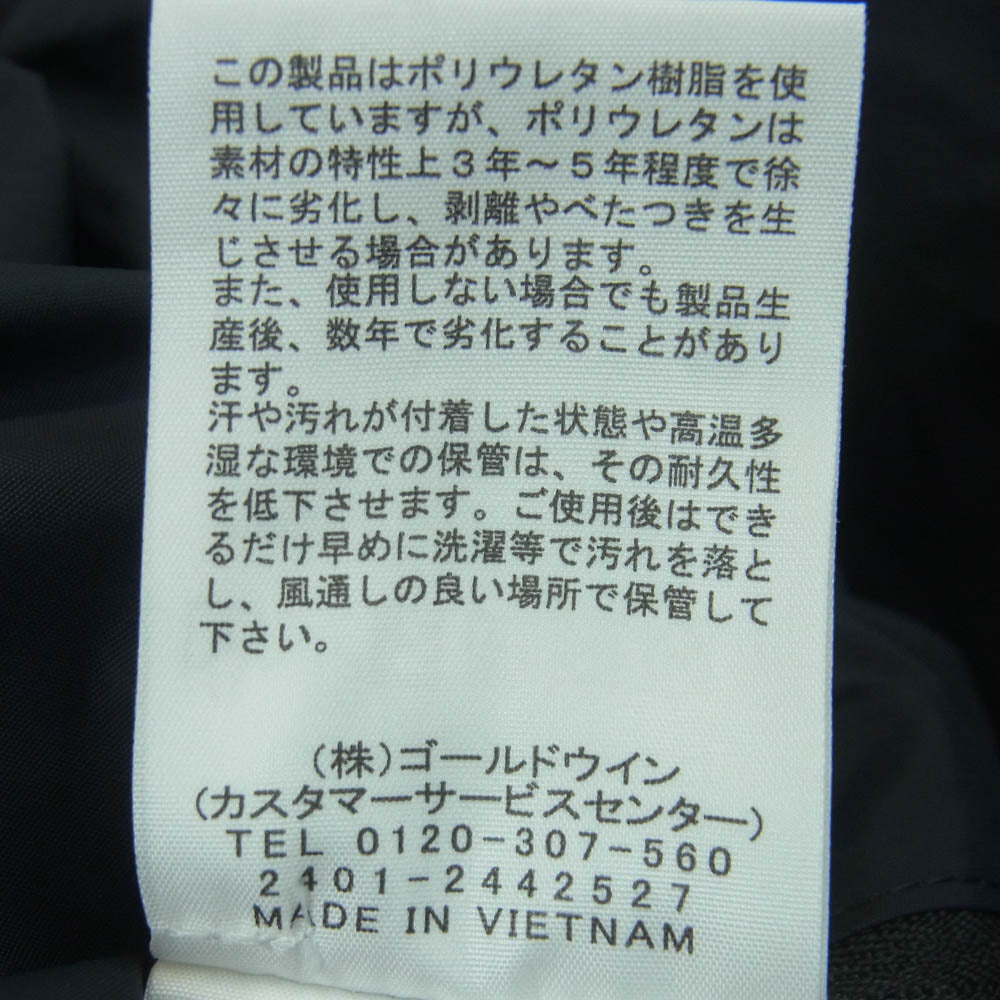 この製品はポリウレタン樹脂を使
用していますが、ポリウレタンは
素材の特性上3年～5年程度で徐
々に劣化し、剥離やべたつきを生
じさせる場合があります。
また、使用しない場合でも製品生
産後、数年で劣化することがあり
ます。
汗や汚れが付着した状態や高温多
湿な環境での保管は、その耐久性
を低下させます。ご使用後はでき
るだけ早めに洗濯等で汚れを落と
し、風通しの良い場所で保管して
下さい。
(株)ゴールドウイン
(カスタマーサービスセンター)
TEL 0120-307-560
2401-2442527
MADE IN VIETNAM